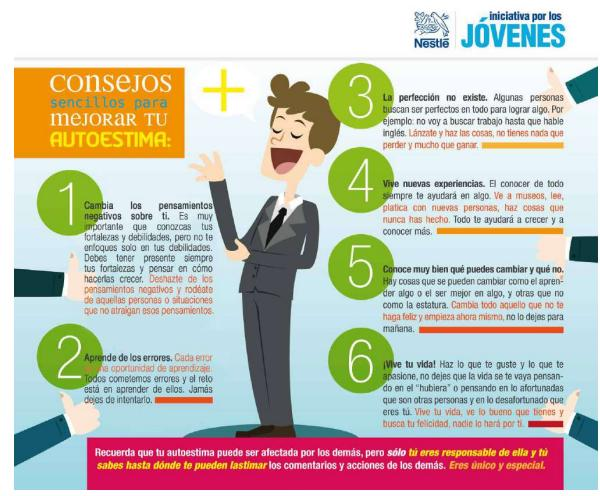 Nestlé
iniciativa por los
JÓVENES
CONSEJOS
sencillos para
MEJORAR TU
AUTOESTIMA:
+
1
Cambia los pensamientos
negativos sobre ti. Es muy
importante que conozcas tus
fortalezas y debilidades, pero no te
enfoques solo en tus debilidades.
Debes tener presente siempre
tus fortalezas y pensar en cómo
hacerlas crecer. Deshazte de los
pensamientos negativos y rodéate
de aquellas personas o situaciones
que no atraigan esos pensamientos.
2
Aprende de los errores. Cada error
es una oportunidad de aprendizaje.
Todos cometemos errores y el reto
está en aprender de ellos. Jamás
dejes de intentarlo.
3
La perfección no existe. Algunas personas
buscan ser perfectos en todo para lograr algo. Por
ejemplo: no voy a buscar trabajo hasta que hable
inglés. Lánzate y haz las cosas, no tienes nada que
perder y mucho que ganar.
4
Vive nuevas experiencias. El conocer de todo
siempre te ayudará en algo. Ve a museos, lee,
platica con nuevas personas, haz cosas que
nunca has hecho. Todo te ayudará a crecer y a
conocer más.
5
Conoce muy bien qué puedes cambiar y qué no.
Hay cosas que se pueden cambiar como el apren-
der algo o el ser mejor en algo, y otras que no
como la estatura. Cambia todo aquello que no te
haga feliz y empieza ahora mismo, no lo dejes para
mañana.
6
¡Vive tu vida! Haz lo que te guste y lo que te
apasione, no dejes que la vida se te vaya pensan-
do en el "hubiera" o pensando en lo afortunadas
que son otras personas y en lo desafortunado que
eres tú. Vive tu vida, ve lo bueno que tienes y
busca tu felicidad, nadie lo hará por ti.
Recuerda que tu autoestima puede ser afectada por los demás, pero sólo tú eres responsable de ella y tú
sabes hasta dónde te pueden lastimar los comentarios y acciones de los demás. Eres único y especial.